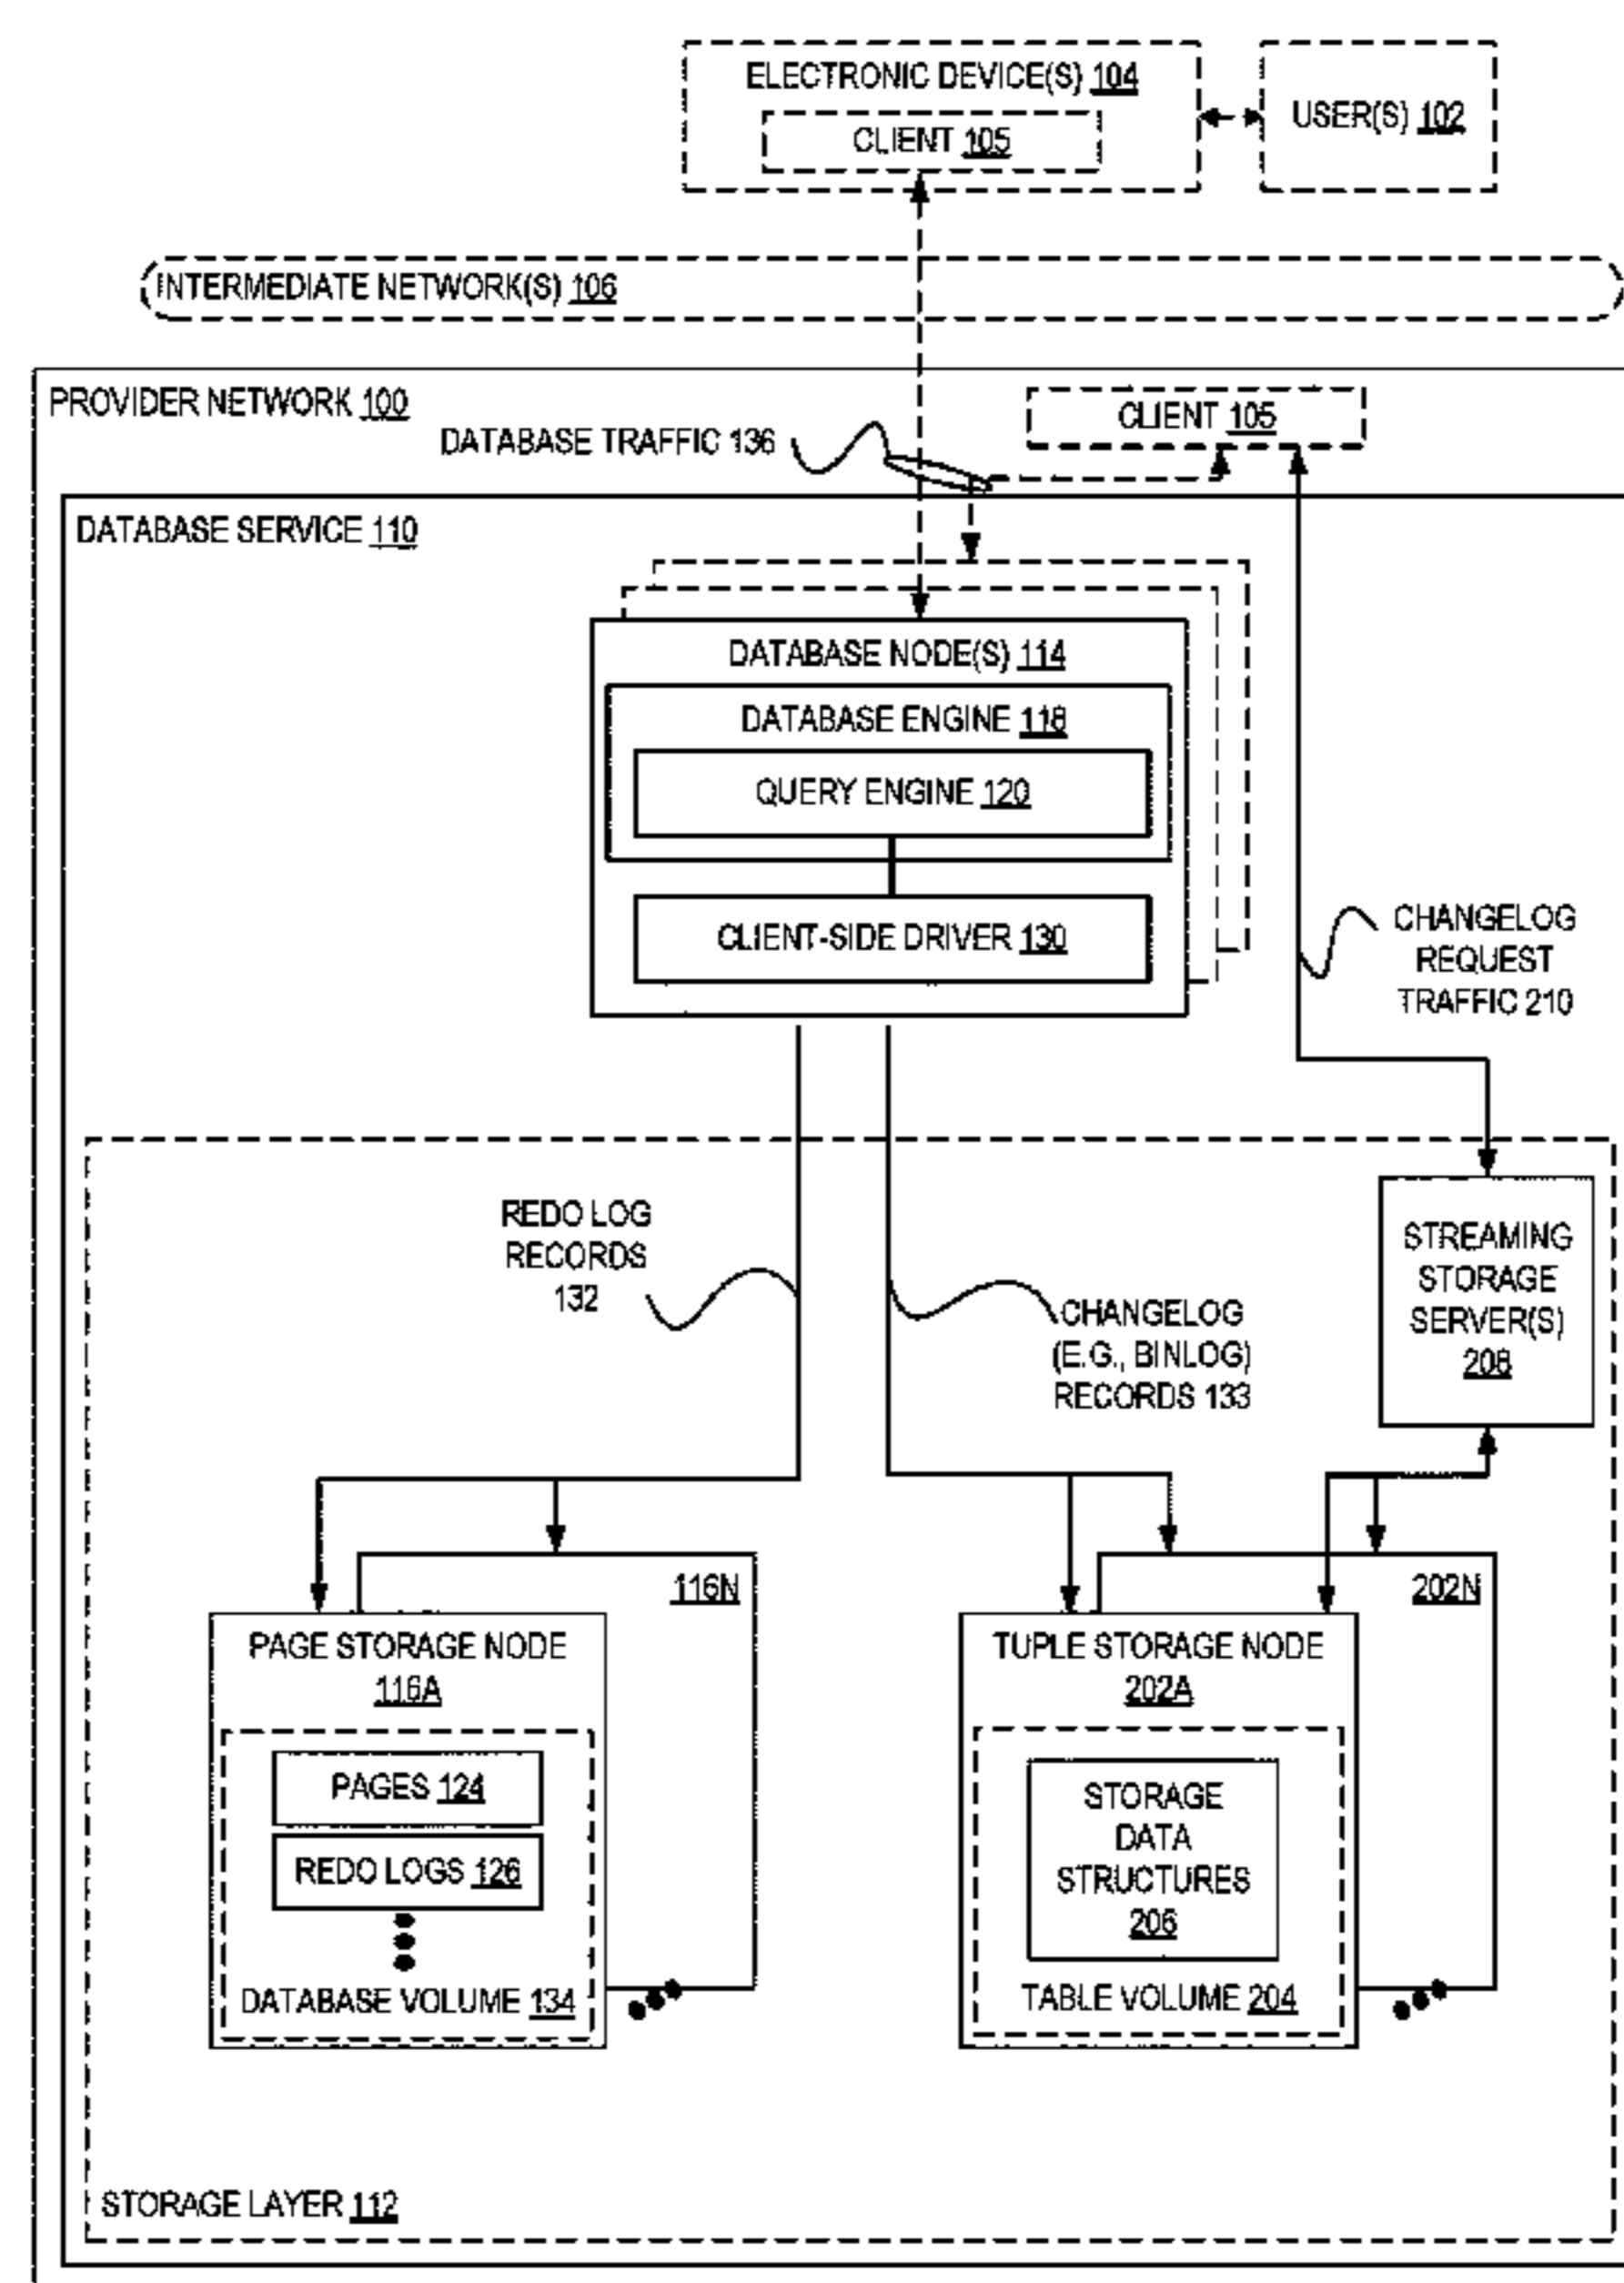 ELECTRONIC DEVICE(S) 104
CLIENT 105
USER(S) 102
INTERMEDIATE NETWORK(S) 106
PROVIDER NETWORK 100
CLIENT 105
DATABASE TRAFFIC 136
DATABASE SERVICE 110
DATABASE NODE(S) 114
DATABASE ENGINE 118
QUERY ENGINE 120
CLIENT-SIDE DRIVER 130
CHANGELOG
REQUEST
TRAFFIC 210
REDO LOG
RECORDS
132
CHANGELOG
(E.G., BINLOG)
RECORDS 133
STREAMING
STORAGE
SERVER(S)
208
116N
PAGE STORAGE NODE
116A
PAGES 124
REDO LOGS 126
DATABASE VOLUME 134
202N
TUPLE STORAGE NODE
202A
STORAGE
DATA
STRUCTURES
206
TABLE VOLUME 204
STORAGE LAYER 112